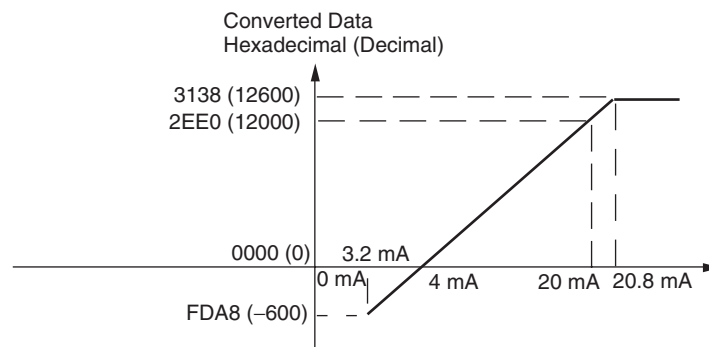 Converted Data
Hexadecimal (Decimal)
3138 (12600)
2EE0 (12000)
0000 (0)
3.2 mA
0 mA
4 mA
20 mA
20.8 mA
FDA8 (−600)